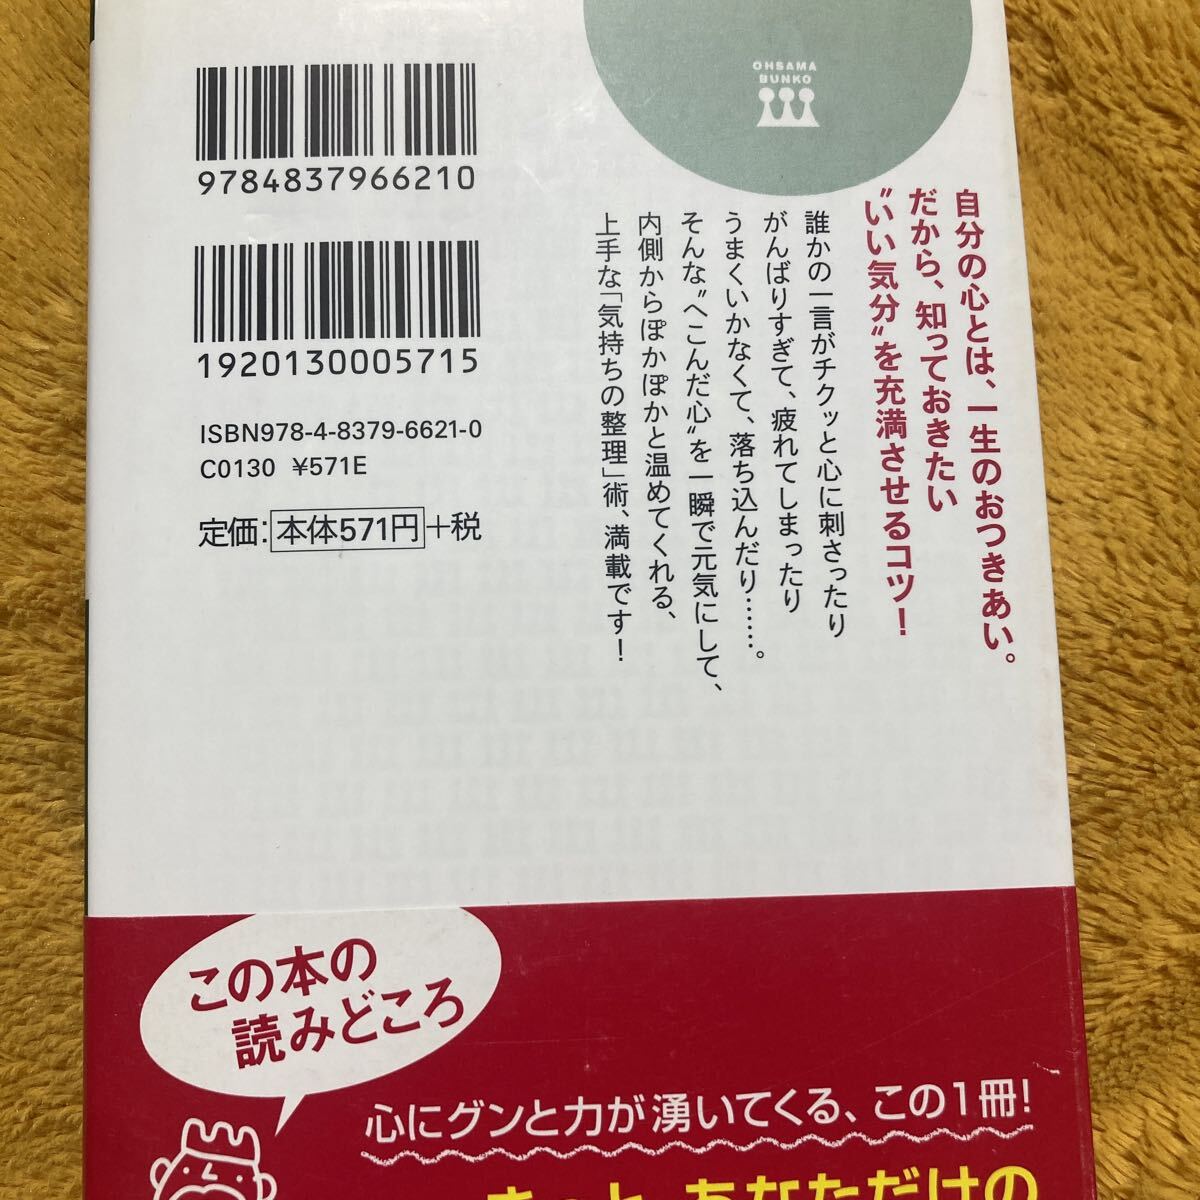 OHSAMA
BUNKO
9784837966210
1920130005715
ISBN978-4-8379-6621-0
C0130 ¥571E
定価:本体571円+税
自分の心とは、一生のおつきあい。
だから、知っておきたい
〝いい気分〟を充満させるコツ!
誰かの一言がチクッと心に刺さったり
がんばりすぎて、疲れてしまったり
うまくいかなくて、落ち込んだり……。
そんな〝へこんだ心〟を一瞬で元気にして、
内側からぽかぽかと温めてくれる、
上手な「気持ちの整理」術、満載です!
この本の
読みどころ
心にグンと力が湧いてくる、この1冊!
きっと、あなただけの